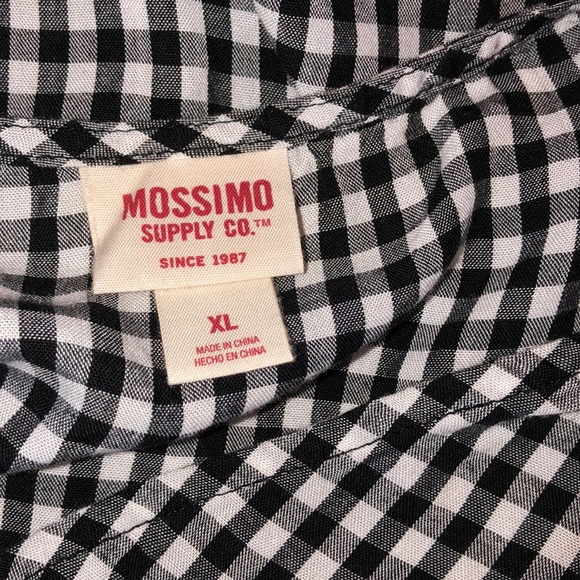 MOSSIMO
SUPPLY CO.™
SINCE 1987
XL
MADE IN CHINA
HECHO EN CHINA